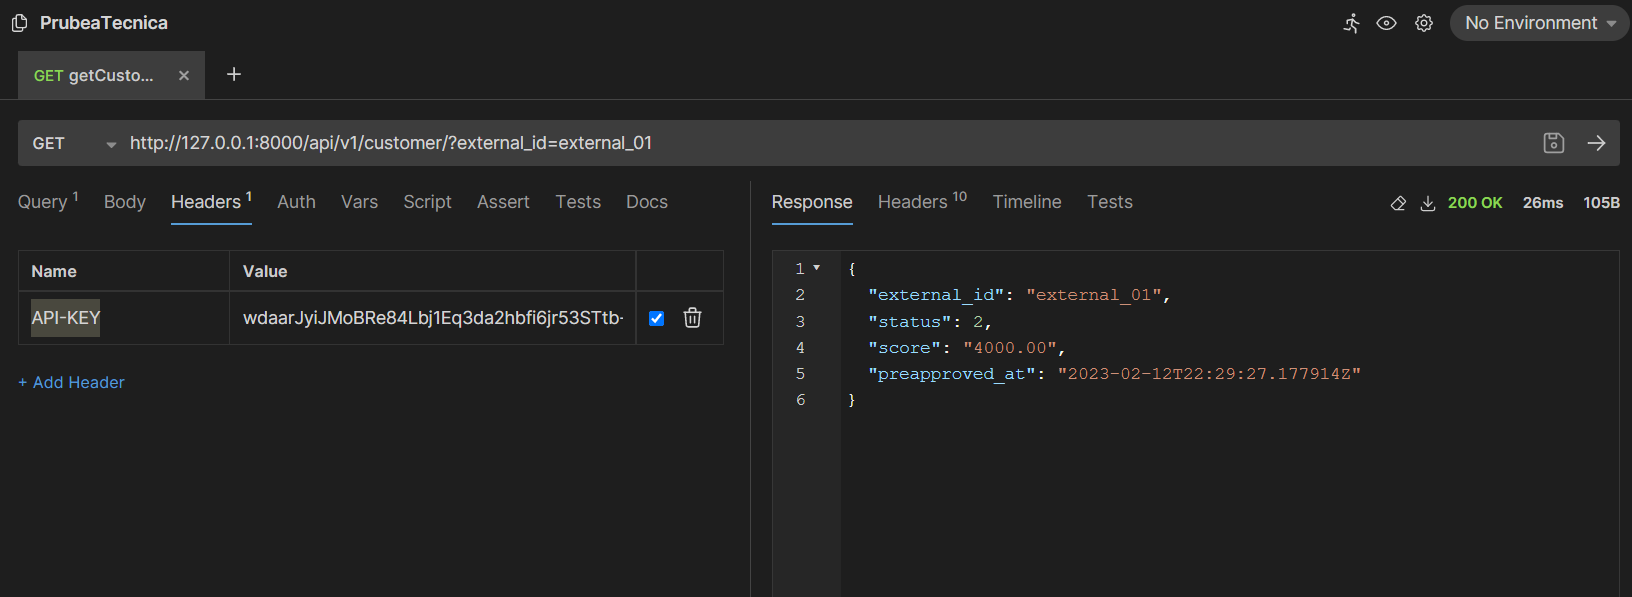 PrubeaTecnica
No Environment
GET getCusto...
GET http://127.0.0.1:8000/api/v1/customer/?external_id=external_01
Query 1 Body Headers 1 Auth Vars Script Assert Tests Docs
Name Value
API-KEY wdaarJyiJMoBRe84Lbj1Eq3da2hbfi6jr53STtb-
+ Add Header
Response Headers 10 Timeline Tests 200 OK 26ms 105B
1 {
2 "external_id": "external_01",
3 "status": 2,
4 "score": "4000.00",
5 "preapproved_at": "2023-02-12T22:29:27.177914Z"
6 }